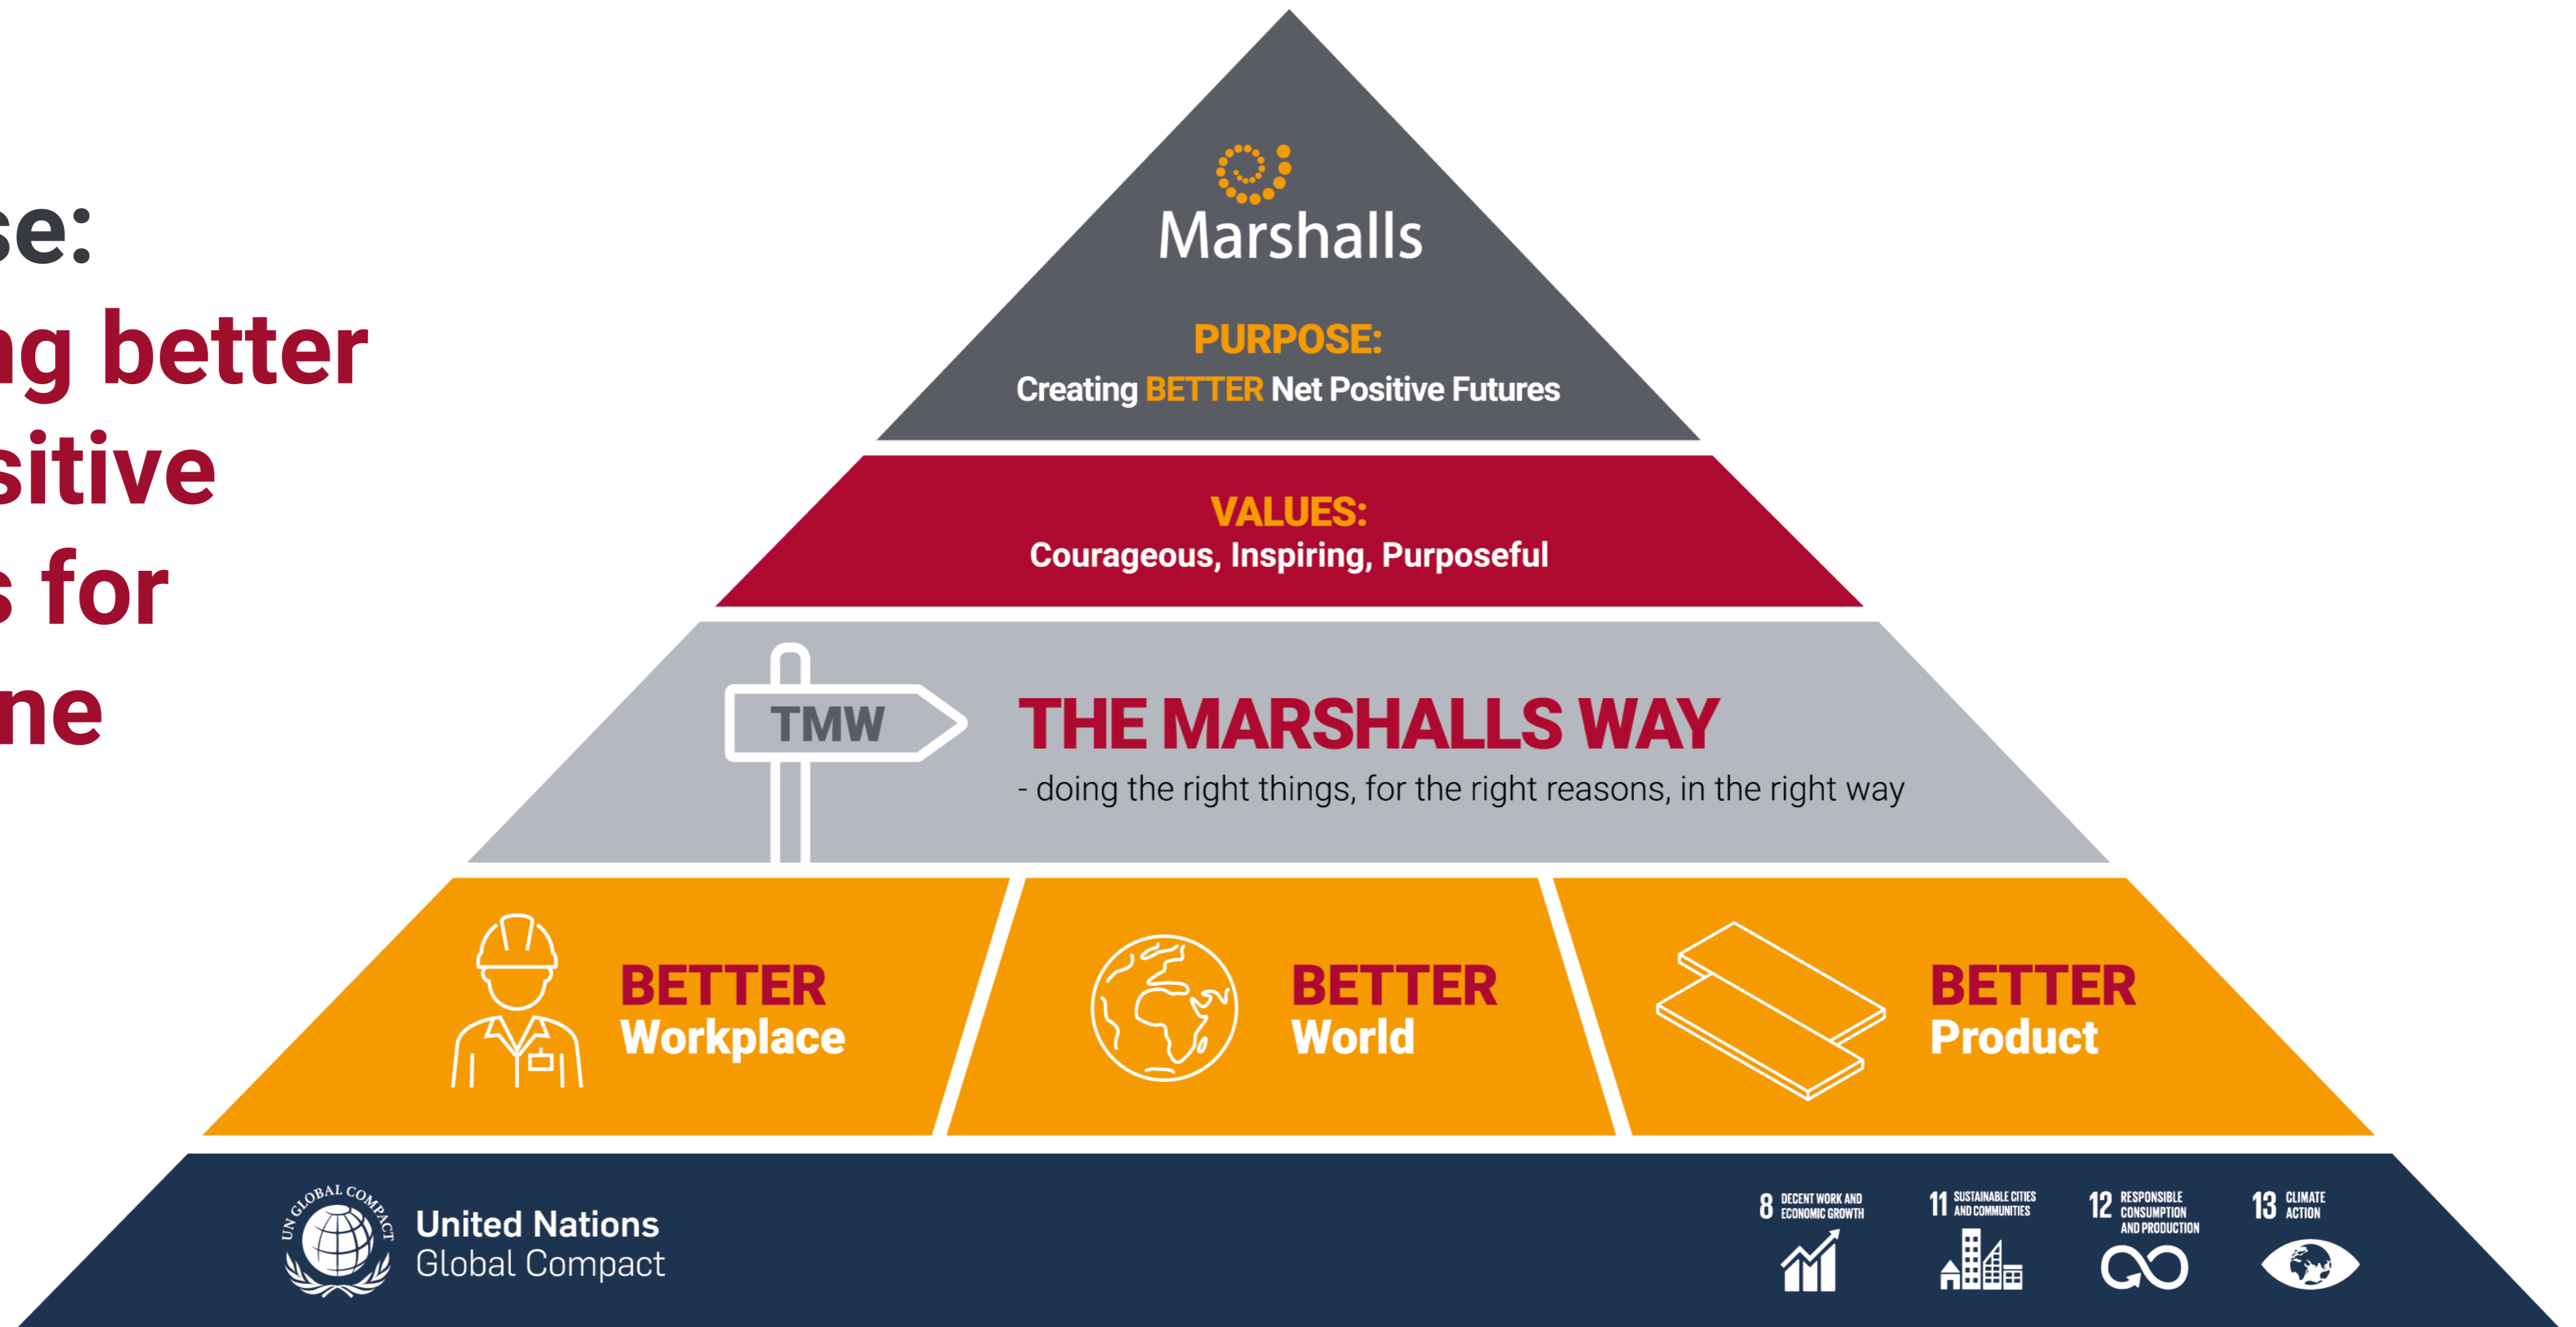 se:
ng better
sitive
s for
ne
Marshalls
PURPOSE:
Creating BETTER Net Positive Futures
VALUES:
Courageous, Inspiring, Purposeful
TMW
THE MARSHALLS WAY
- doing the right things, for the right reasons, in the right way
BETTER
Workplace
BETTER
World
BETTER
Product
UN GLOBAL COMPACT
United Nations
Global Compact
8 DECENT WORK AND
ECONOMIC GROWTH
11 SUSTAINABLE CITIES
AND COMMUNITIES
12 RESPONSIBLE
CONSUMPTION
AND PRODUCTION
13 CLIMATE
ACTION